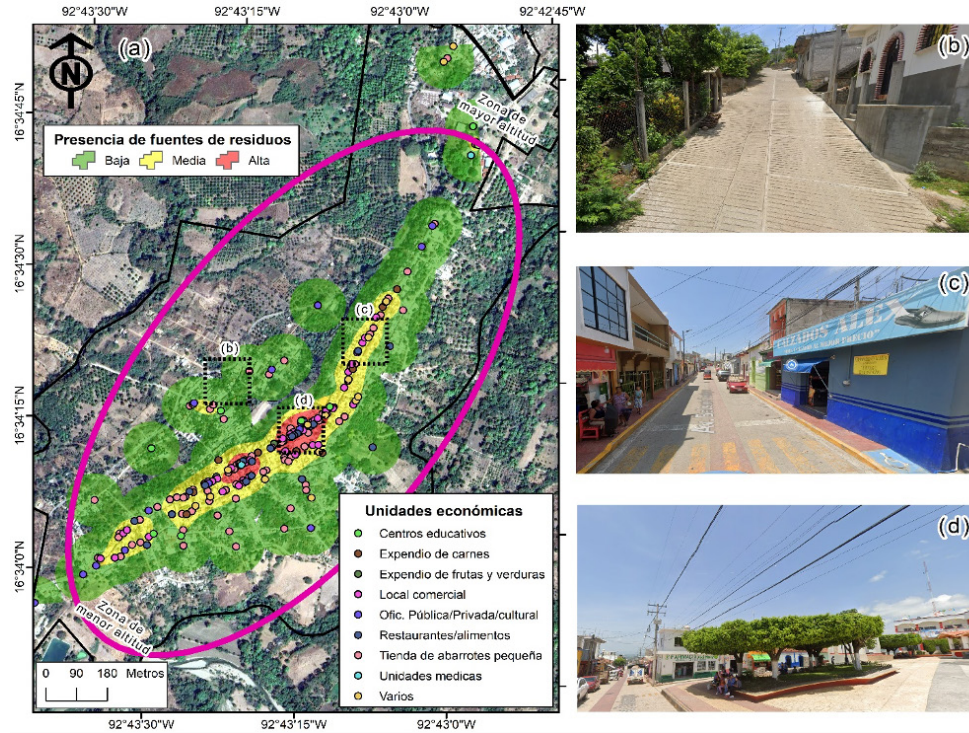 92°43'30"W
92°43'15"W
92°43'00"W
92°42'45"W
(a)
N
16°34'45"N
16°34'30"N
16°34'15"N
16°34'0"N
Presencia de fuentes de residuos
Baja
Media
Alta
Zona de
mayor altitud
(b)
(c)
(d)
Zona de
menor altitud
0 90 180 Metros
Unidades económicas
Centros educativos
Expendio de carnes
Expendio de frutas y verduras
Local comercial
Ofic. Pública/Privada/cultural
Restaurantes/alimentos
Tienda de abarrotes pequeña
Unidades medicas
Varios
92°43'30"W
92°43'15"W
92°43'0"W
(b)
(c)
CALZADOS ALEX
(d)